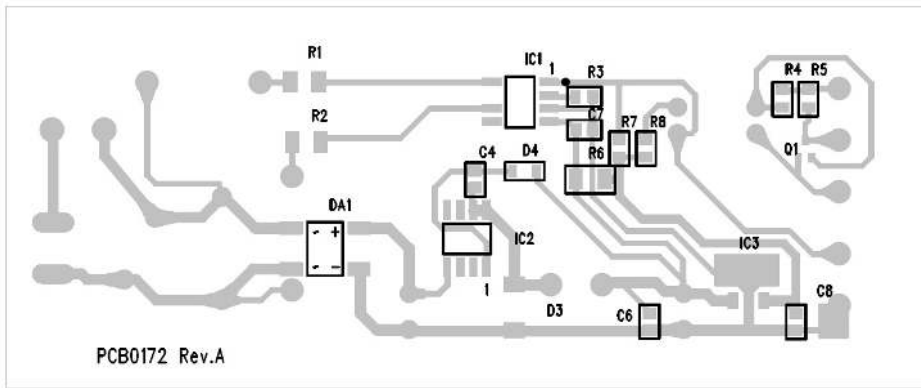 R1
IC1
1
R3
R4 R5
R2
C7
R7 R8
Q1
C4
D4
R6
DA1
IC2
IC3
1
D3
C6
C8
PCB0172 Rev.A